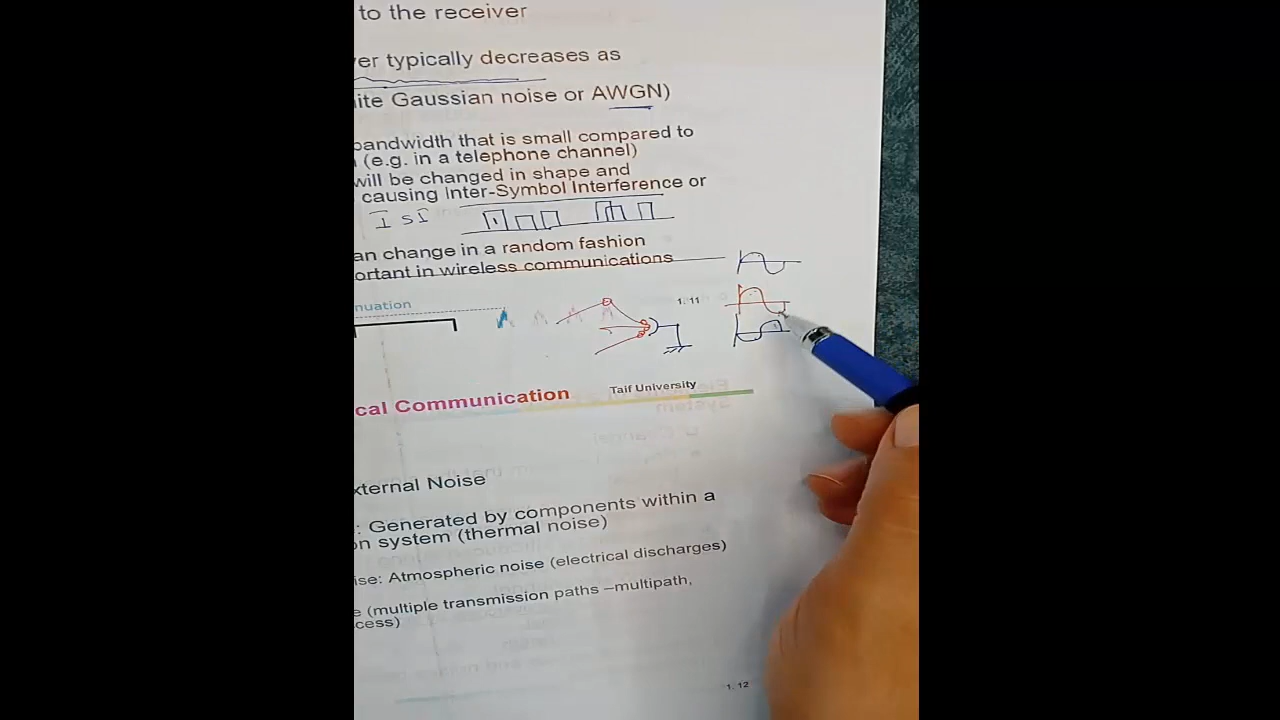 to the receiver
er typically decreases as
ite Gaussian noise or AWGN)
bandwidth that is small compared to
(e.g. in a telephone channel)
will be changed in shape and
causing Inter-Symbol Interference or
ISI
an change in a random fashion
ortant in wireless communications
nuation
1. 11
cal Communication Taif University
xternal Noise
: Generated by components within a
on system (thermal noise)
ise: Atmospheric noise (electrical discharges)
e (multiple transmission paths –multipath,
cess)
1. 12